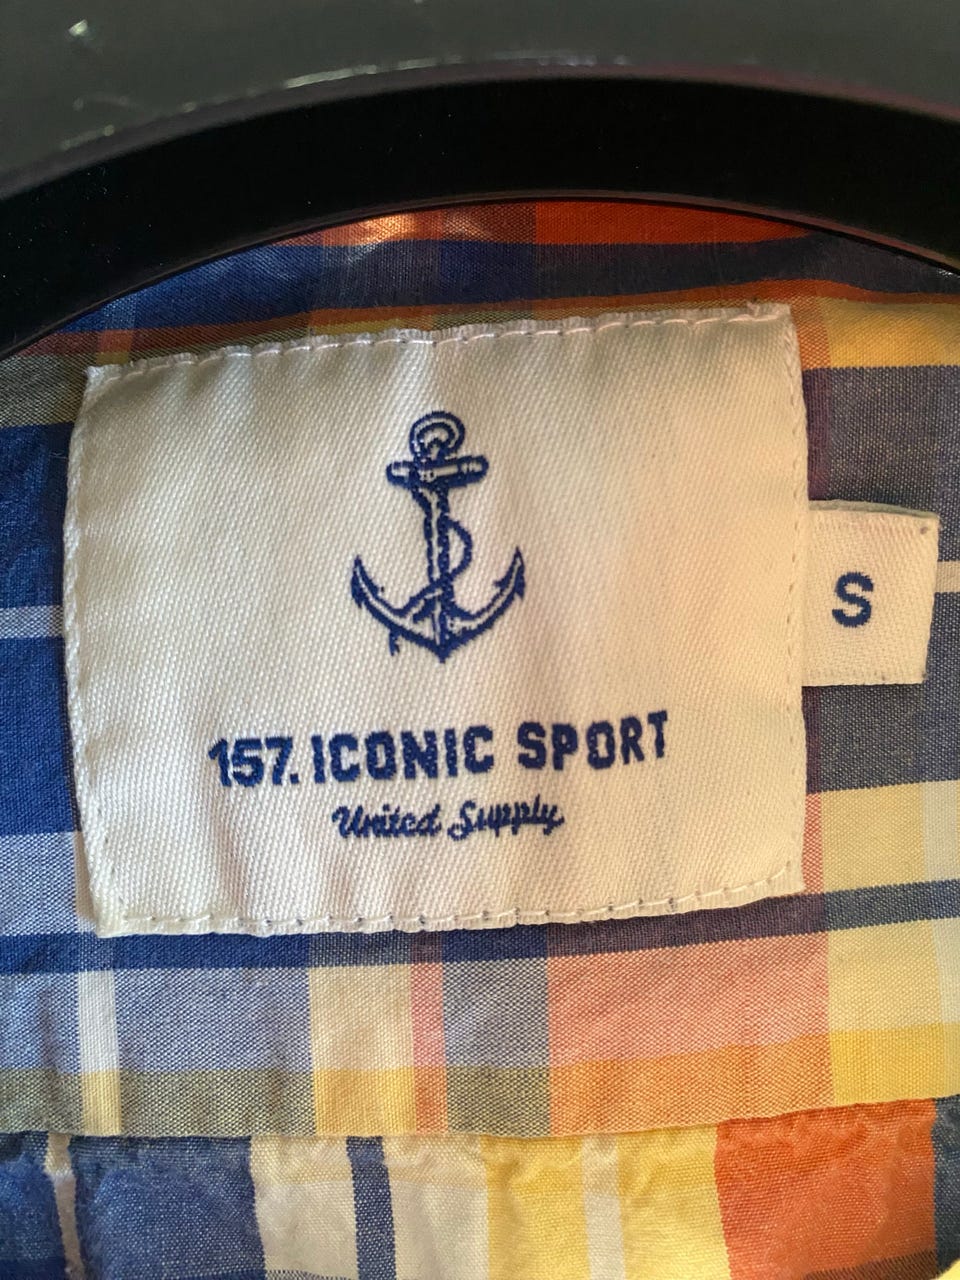 157. ICONIC SPORT
United Supply
S